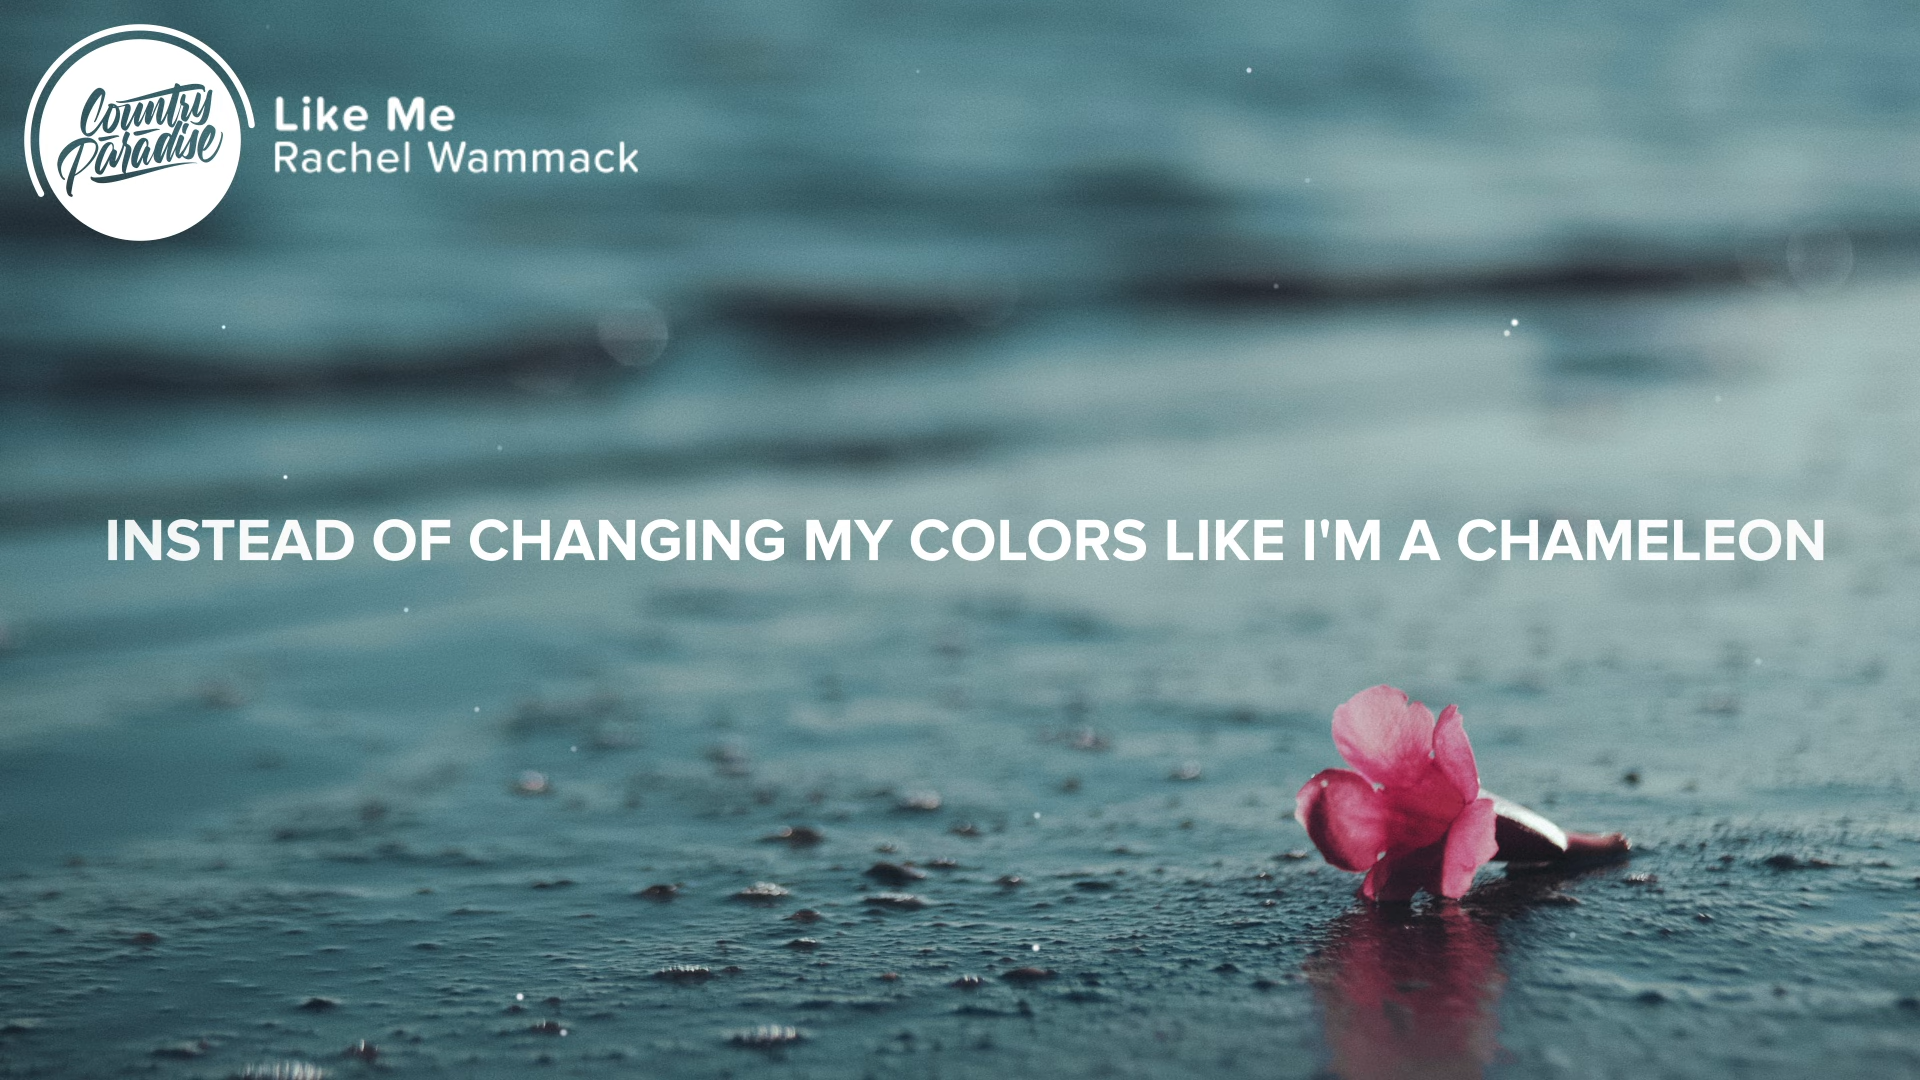 Country
Paradise
Like Me
Rachel Wammack
INSTEAD OF CHANGING MY COLORS LIKE I'M A CHAMELEON